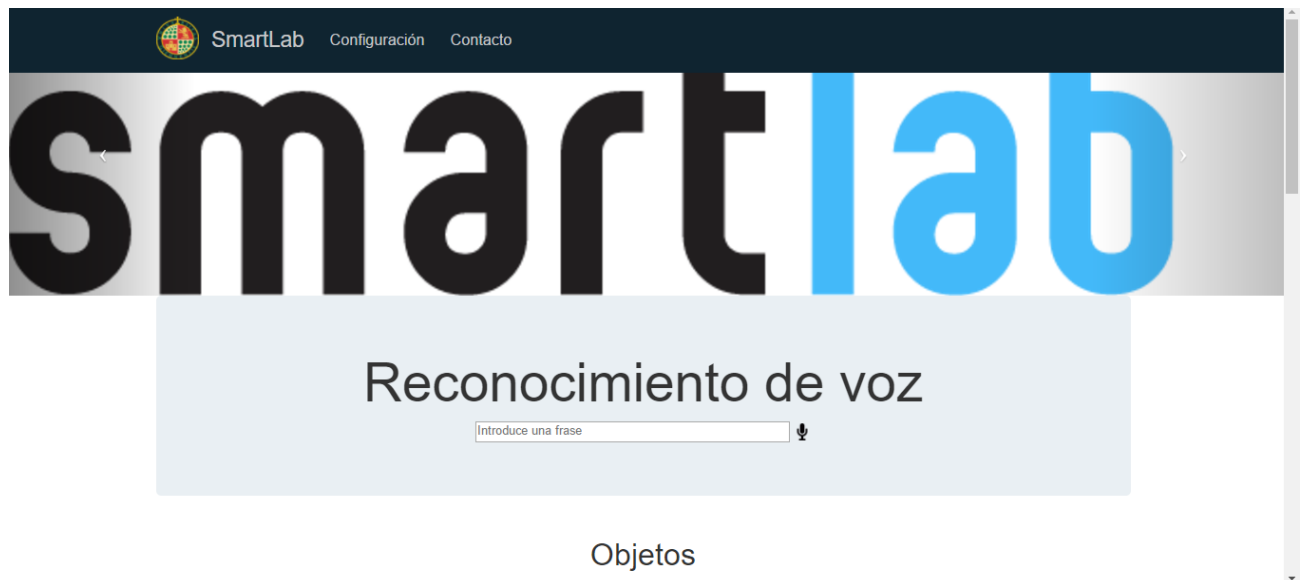 SmartLab Configuración Contacto
smartlab
Reconocimiento de voz
Introduce una frase
Objetos